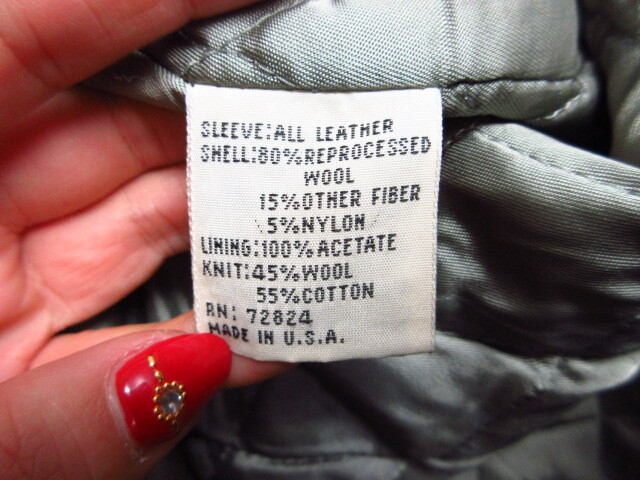 SLEEVE:ALL LEATHER
SHELL:80%REPROCESSED
WOOL
15%OTHER FIBER
5%NYLON
LINING:100%ACETATE
KNIT:45%WOOL
55%COTTON
RN: 72824
MADE IN U.S.A.